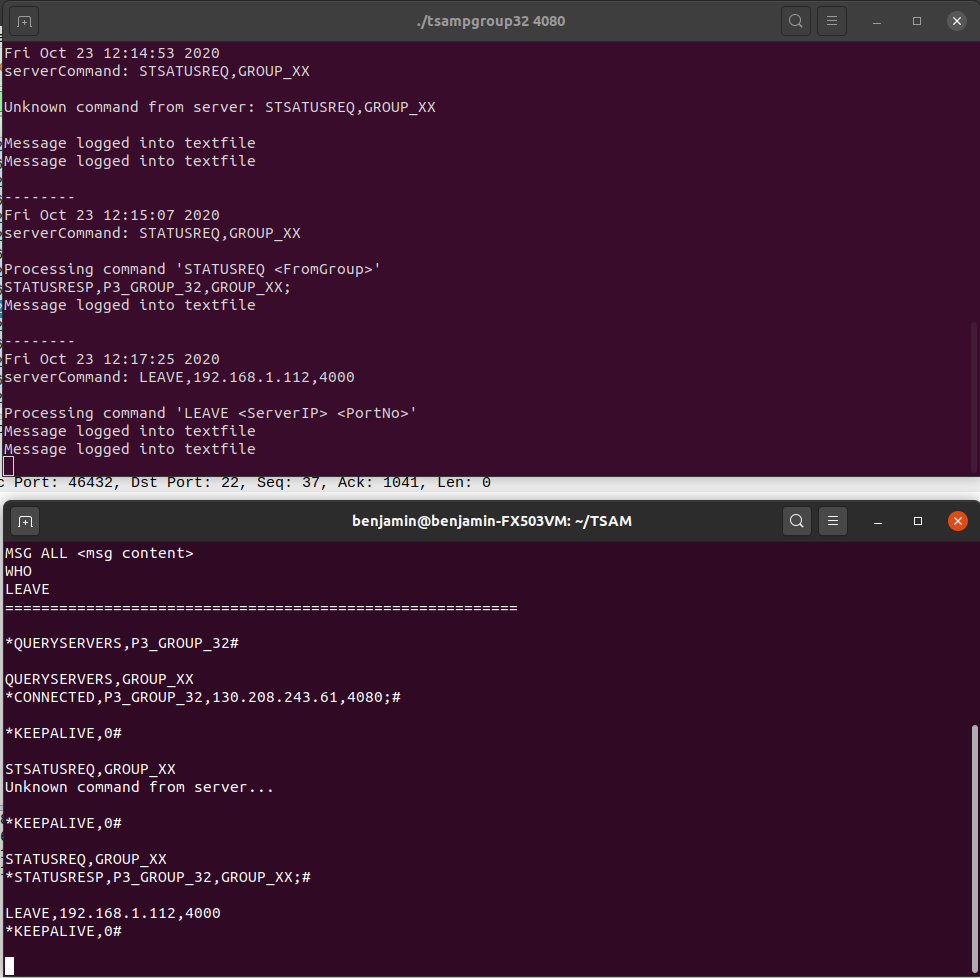 ./tsampgroup32 4080
Fri Oct 23 12:14:53 2020
serverCommand: STSATUSREQ,GROUP_XX
Unknown command from server: STSATUSREQ,GROUP_XX
Message logged into textfile
Message logged into textfile
--------
Fri Oct 23 12:15:07 2020
serverCommand: STATUSREQ,GROUP_XX
Processing command 'STATUSREQ <FromGroup>'
STATUSRESP,P3_GROUP_32,GROUP_XX;
Message logged into textfile
--------
Fri Oct 23 12:17:25 2020
serverCommand: LEAVE,192.168.1.112,4000
Processing command 'LEAVE <ServerIP> <PortNo>'
Message logged into textfile
Message logged into textfile
c Port: 46432, Dst Port: 22, Seq: 37, Ack: 1041, Len: 0
benjamin@benjamin-FX503VM: ~/TSAM
MSG ALL <msg content>
WHO
LEAVE
=========================================================
*QUERYSERVERS,P3_GROUP_32#
QUERYSERVERS,GROUP_XX
*CONNECTED,P3_GROUP_32,130.208.243.61,4080;#
*KEEPALIVE,0#
STSATUSREQ,GROUP_XX
Unknown command from server...
*KEEPALIVE,0#
STATUSREQ,GROUP_XX
*STATUSRESP,P3_GROUP_32,GROUP_XX;#
LEAVE,192.168.1.112,4000
*KEEPALIVE,0#